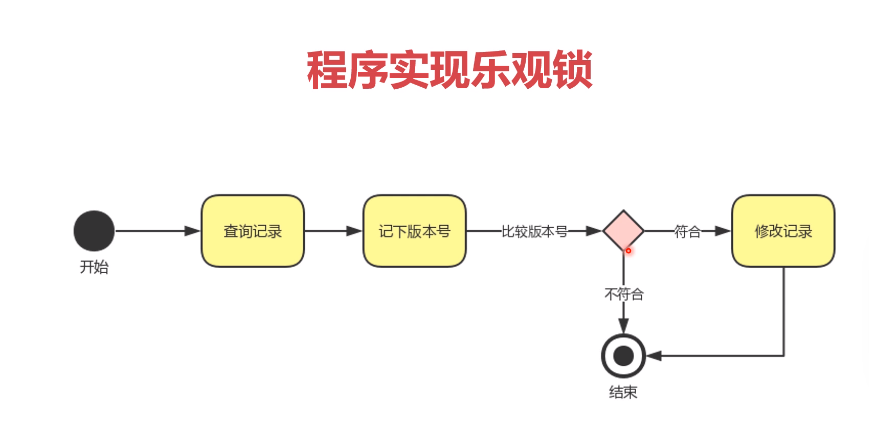 程序实现乐观锁
开始
查询记录
记下版本号
比较版本号
符合
修改记录
不符合
结束